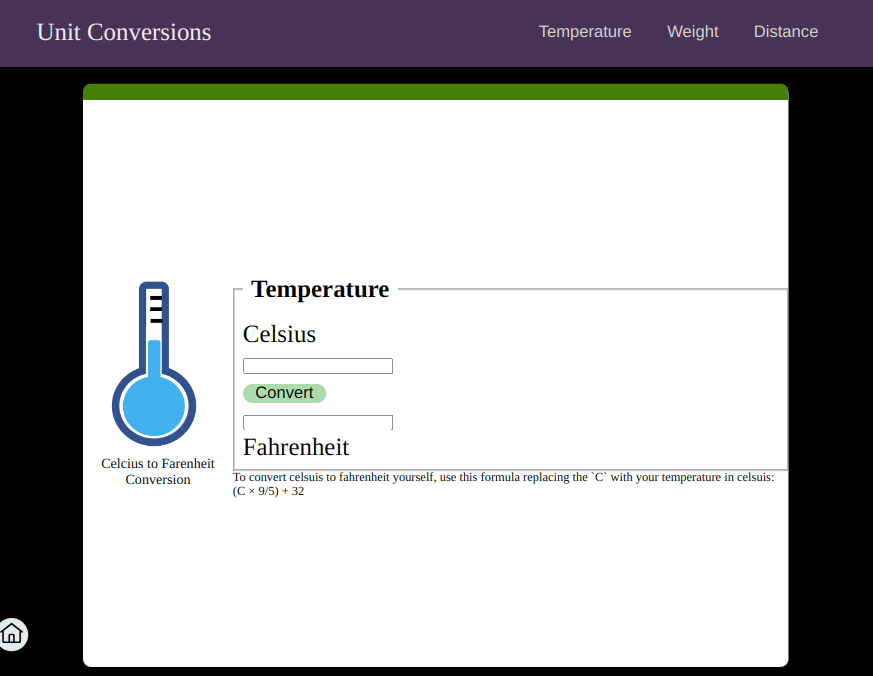 Unit Conversions
Temperature Weight Distance
Temperature
Celsius
Convert
Fahrenheit
Celcius to Farenheit
Conversion
To convert celsuis to fahrenheit yourself, use this formula replacing the `C` with your temperature in celsuis:
(C × 9/5) + 32